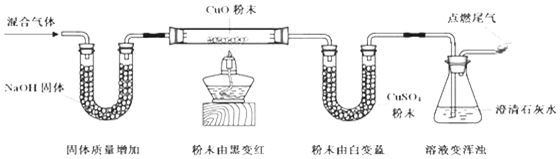 混合气体
CuO 粉末
点燃尾气
NaOH 固体
CuSO₄
粉末
澄清石灰水
固体质量增加
粉末由黑变红
粉末由白变蓝
溶液变浑浊